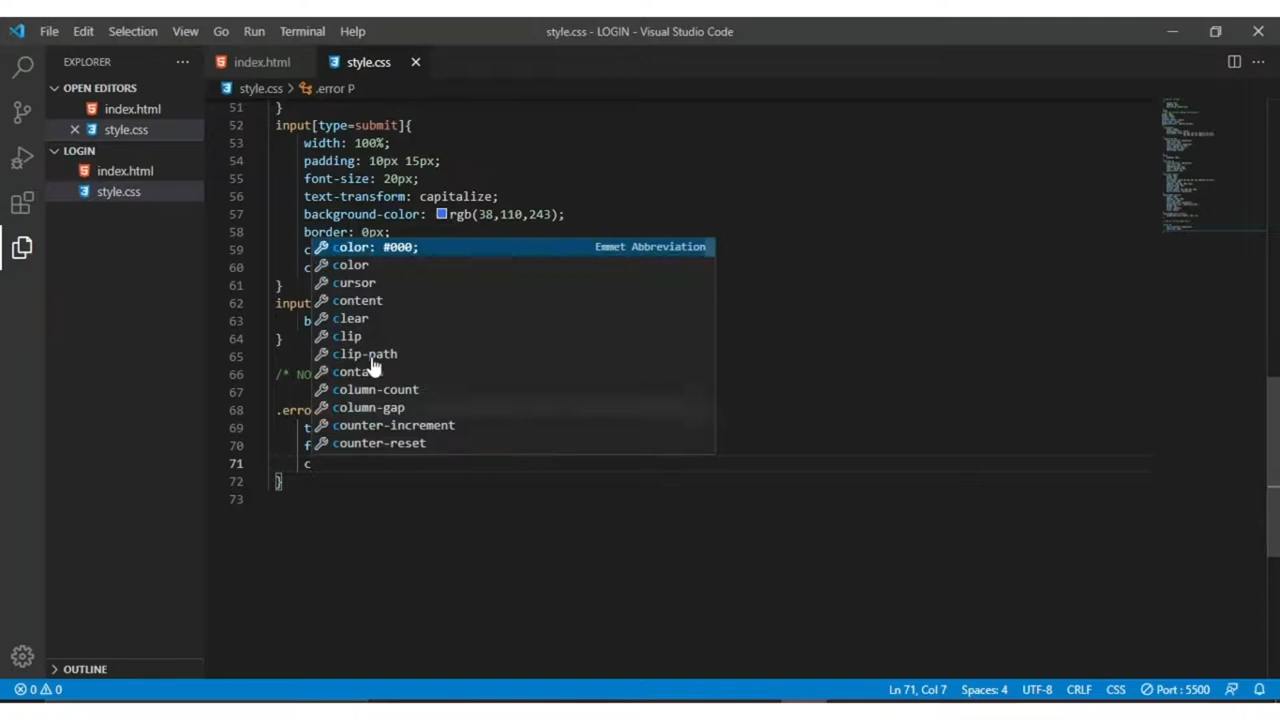 File Edit Selection View Go Run Terminal Help
style.css - LOGIN - Visual Studio Code
EXPLORER
index.html
style.css
OPEN EDITORS
index.html
style.css
LOGIN
index.html
style.css
OUTLINE
style.css > .error P
51 }
52 input[type=submit]{
53 width: 100%;
54 padding: 10px 15px;
55 font-size: 20px;
56 text-transform: capitalize;
57 background-color: rgb(38,110,243);
58 border: 0px;
59 c
60 c
61 }
62 input
63 b
64 }
65
66 /* NO
67
68 .erro
69 t
70 f
71 c
72 }
73
color: #000; Emmet Abbreviation
color
cursor
content
clear
clip
clip-path
column-count
column-gap
counter-increment
counter-reset
0 0
Ln 71, Col 7 Spaces: 4 UTF-8 CRLF CSS Port : 5500